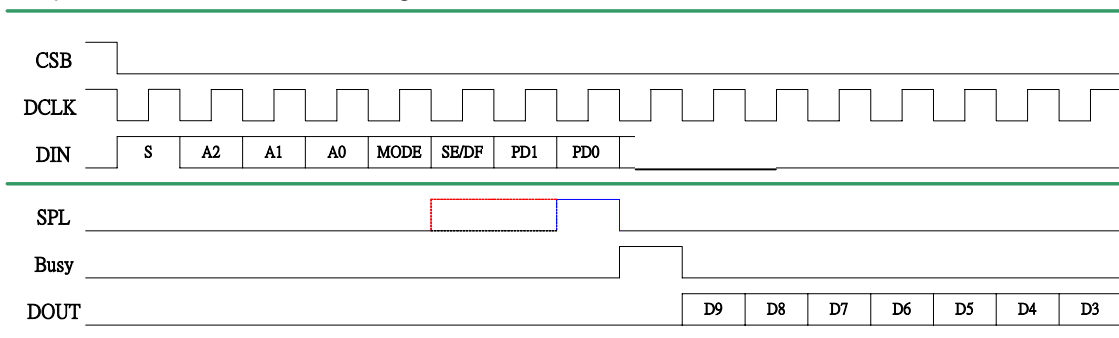 CSB
DCLK
DIN S A2 A1 A0 MODE SE/DF PD1 PD0
SPL
Busy
DOUT D9 D8 D7 D6 D5 D4 D3